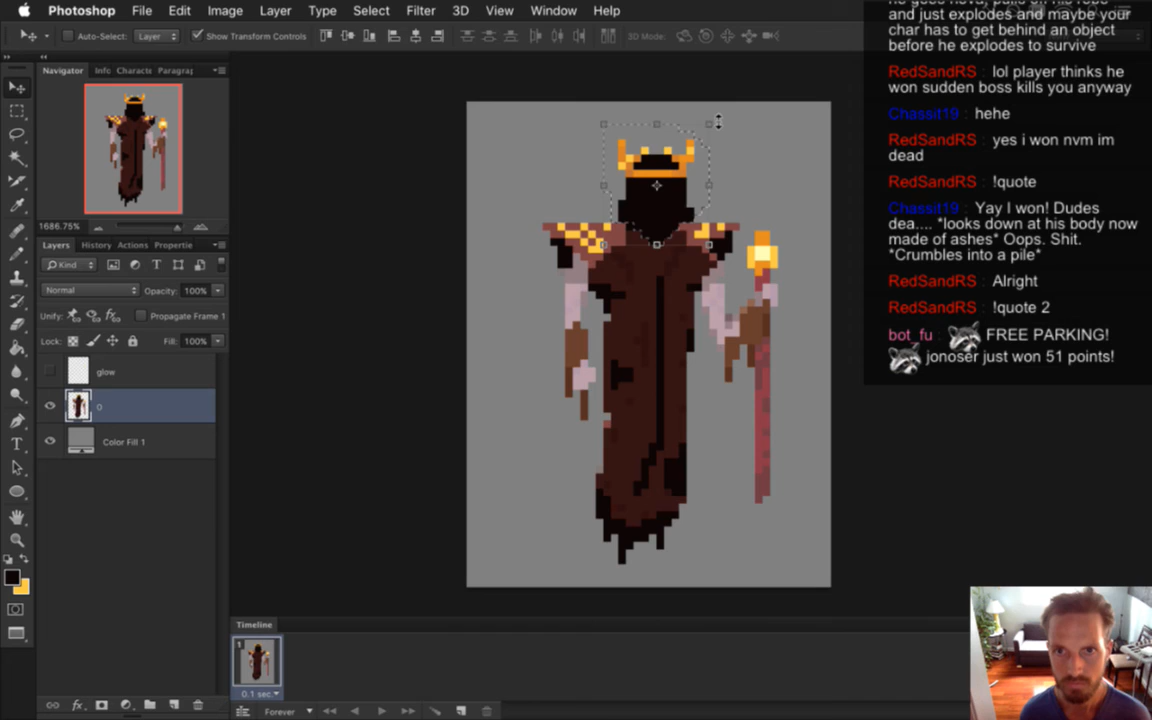 Photoshop File Edit Image Layer Type Select Filter 3D View Window Help
Auto-Select: Layer Show Transform Controls 3D Mode:
Navigator Info Characte Paragra
1686.75%
Layers History Actions Propertie
Kind
Normal Opacity: 100%
Unify: Propagate Frame 1
Lock: Fill: 100%
glow
0
Color Fill 1
Timeline
1
0.1 sec.
Forever
and just explodes and maybe your
char has to get behind an object
before he explodes to survive
RedSandRS : lol player thinks he
won sudden boss kills you anyway
Chassit19 : hehe
RedSandRS : yes i won nvm im
dead
RedSandRS : !quote
Chassit19 : Yay I won! Dudes
dea.... *looks down at his body now
made of ashes* Oops. Shit.
*Crumbles into a pile*
RedSandRS : Alright
RedSandRS : !quote 2
bot_fu : FREE PARKING!
jonoser just won 51 points!